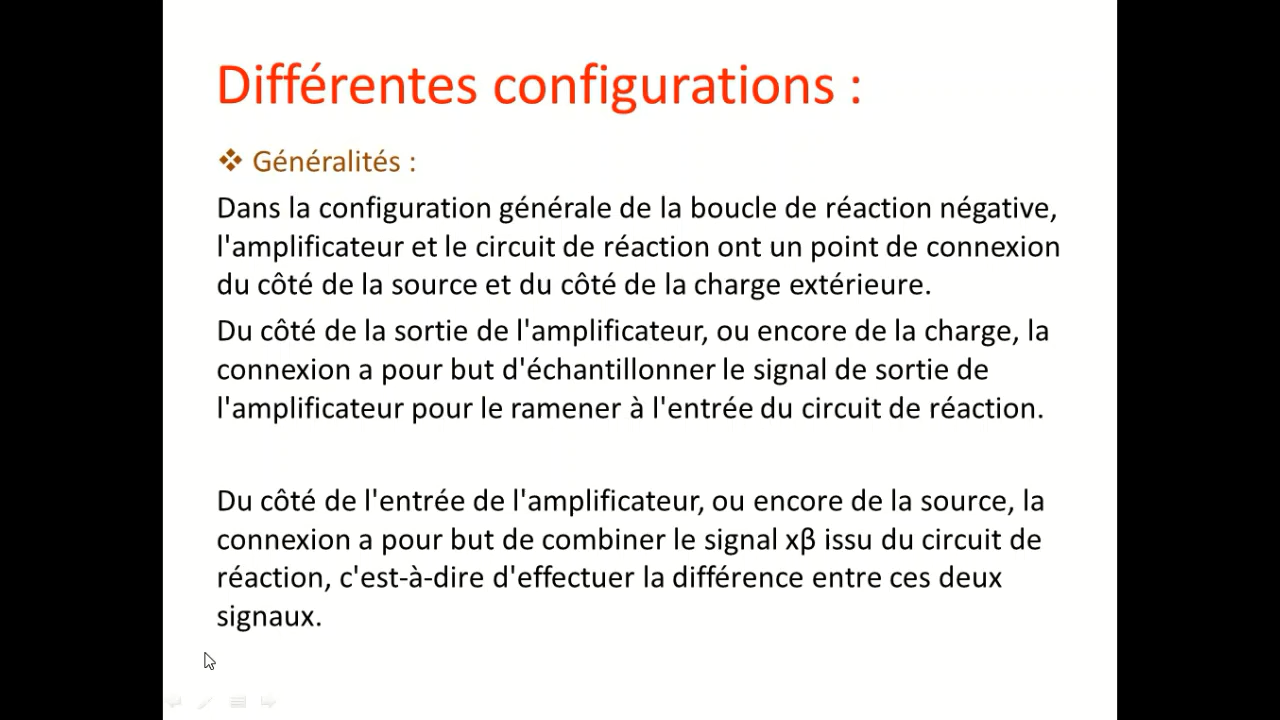 Différentes configurations :
❖ Généralités :
Dans la configuration générale de la boucle de réaction négative,
l'amplificateur et le circuit de réaction ont un point de connexion
du côté de la source et du côté de la charge extérieure.
Du côté de la sortie de l'amplificateur, ou encore de la charge, la
connexion a pour but d'échantillonner le signal de sortie de
l'amplificateur pour le ramener à l'entrée du circuit de réaction.
Du côté de l'entrée de l'amplificateur, ou encore de la source, la
connexion a pour but de combiner le signal xβ issu du circuit de
réaction, c'est-à-dire d'effectuer la différence entre ces deux
signaux.